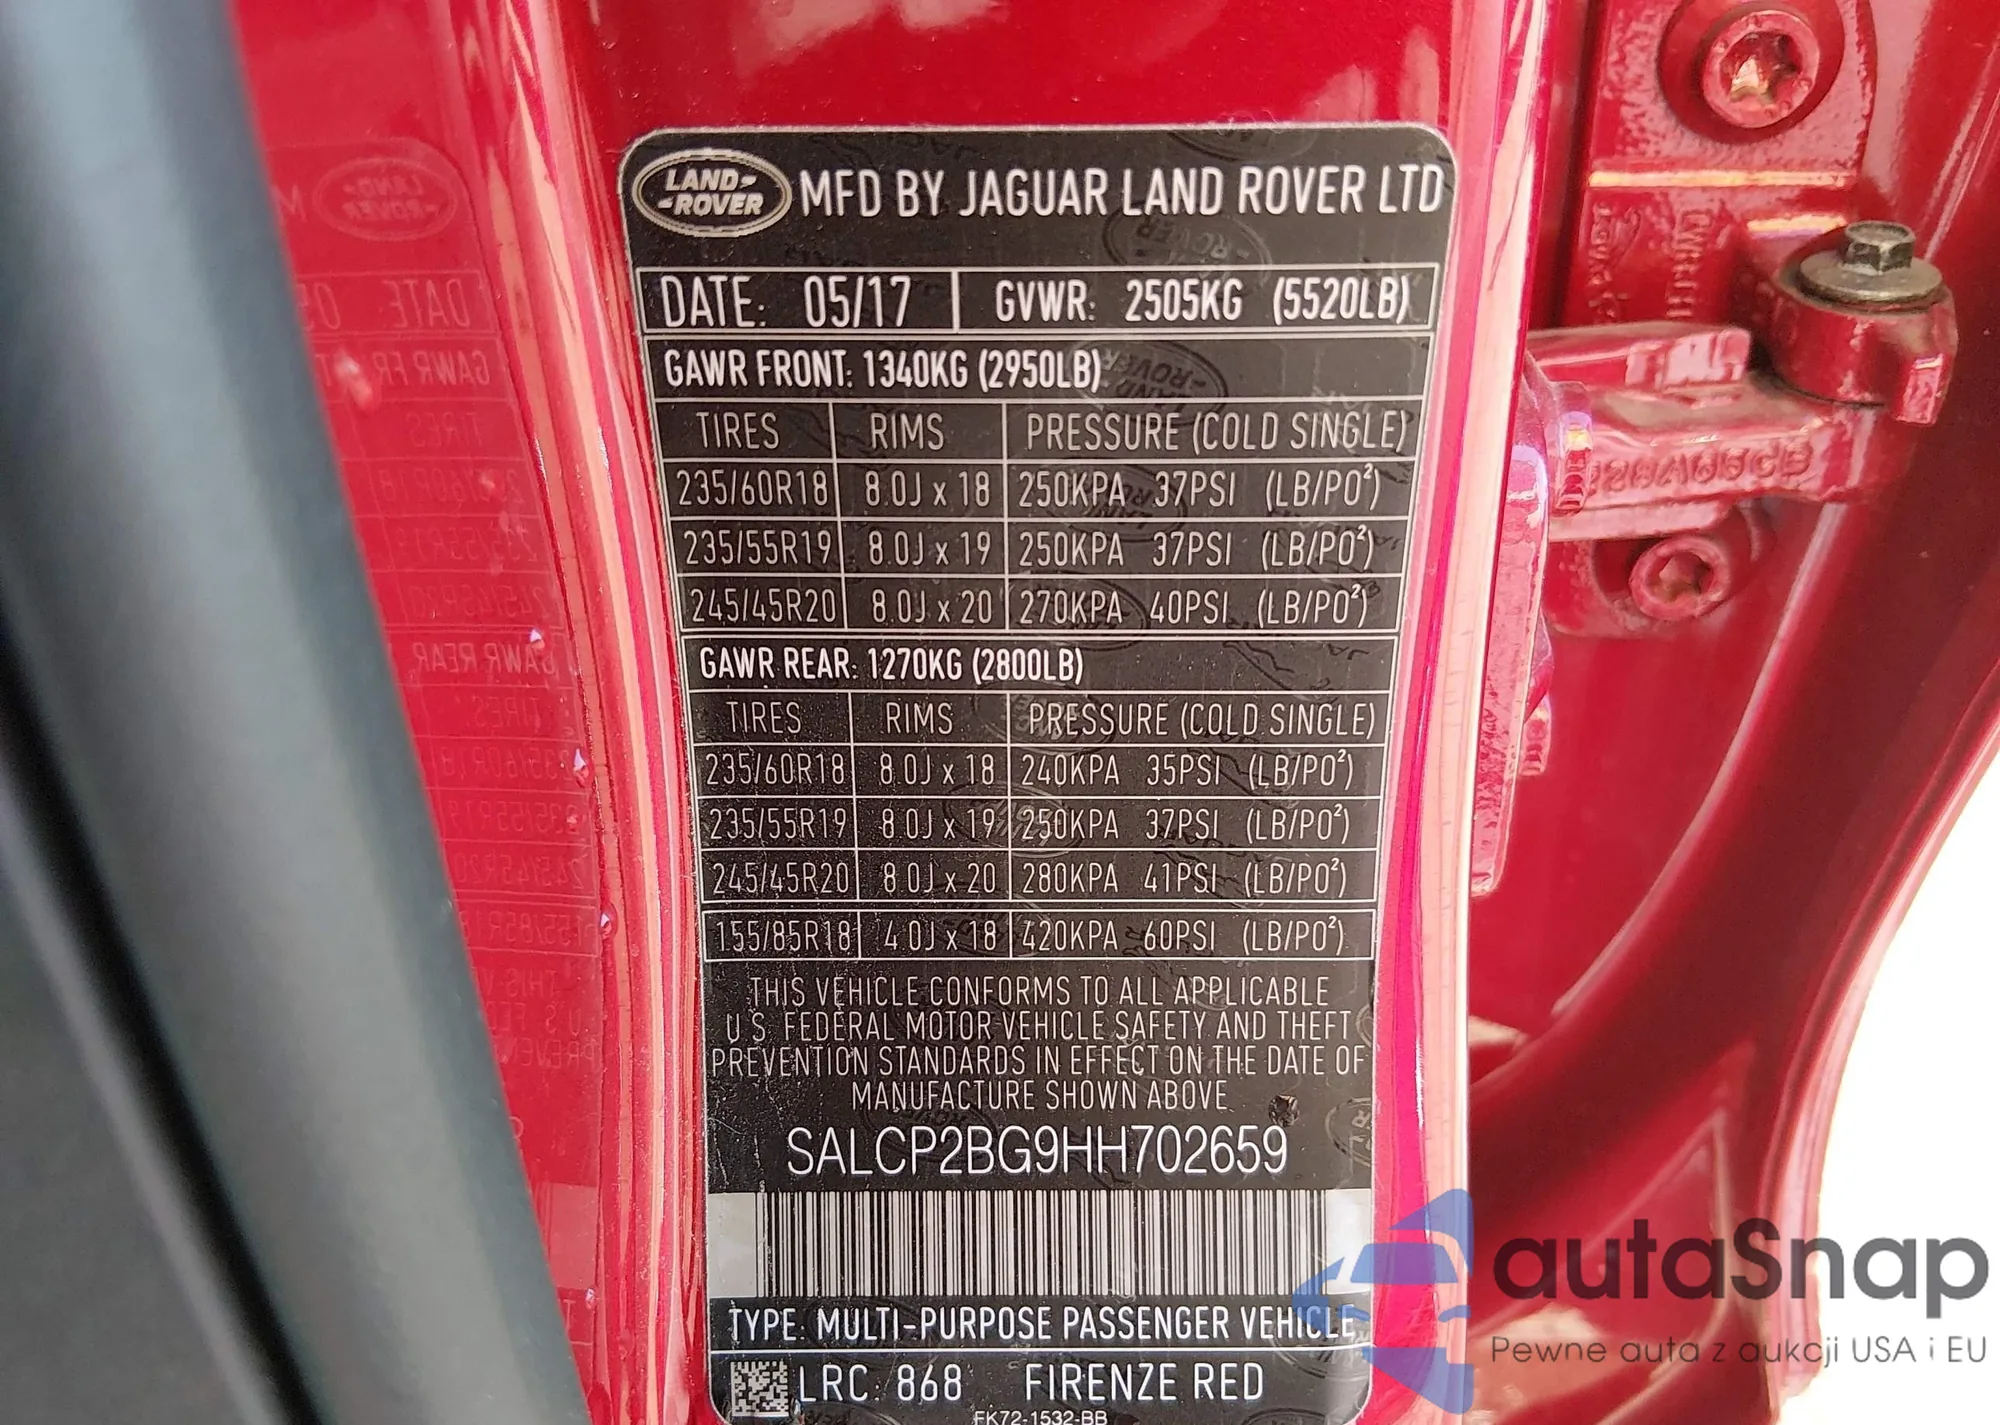 LAND-
-ROVER
MFD BY JAGUAR LAND ROVER LTD
DATE: 05/17 GVWR: 2505KG (5520LB)
GAWR FRONT: 1340KG (2950LB)
TIRES RIMS PRESSURE (COLD SINGLE)
235/60R18 8.0J x 18 250KPA 37PSI (LB/PO²)
235/55R19 8.0J x 19 250KPA 37PSI (LB/PO²)
245/45R20 8.0J x 20 270KPA 40PSI (LB/PO²)
GAWR REAR: 1270KG (2800LB)
TIRES RIMS PRESSURE (COLD SINGLE)
235/60R18 8.0J x 18 240KPA 35PSI (LB/PO²)
235/55R19 8.0J x 19 250KPA 37PSI (LB/PO²)
245/45R20 8.0J x 20 280KPA 41PSI (LB/PO²)
155/85R18 4.0J x 18 420KPA 60PSI (LB/PO²)
THIS VEHICLE CONFORMS TO ALL APPLICABLE
U.S. FEDERAL MOTOR VEHICLE SAFETY AND THEFT
PREVENTION STANDARDS IN EFFECT ON THE DATE OF
MANUFACTURE SHOWN ABOVE.
SALCP2BG9HH702659
TYPE: MULTI-PURPOSE PASSENGER VEHICLE
LRC: 868 FIRENZE RED
FK72-1532-BB
autaSnap
Pewne auta z aukcji USA i EU